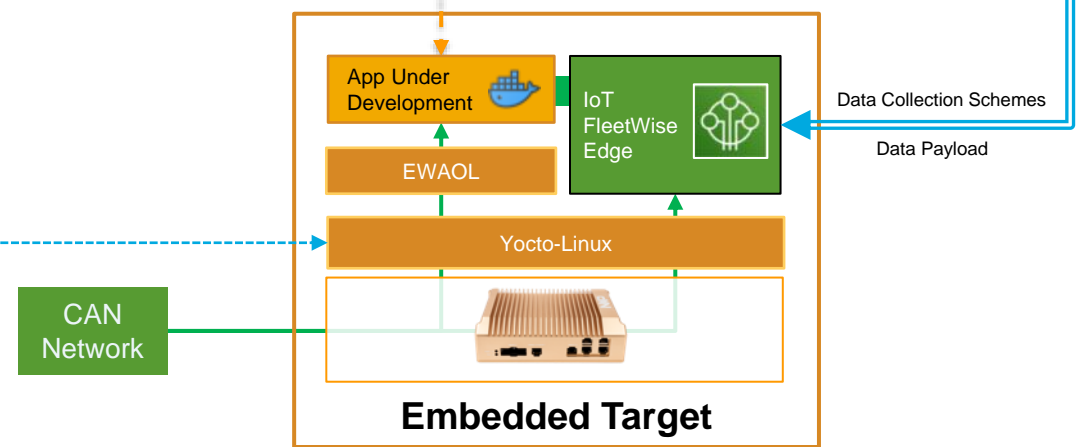 App Under
Development
IoT
FleetWise
Edge
Data Collection Schemes
Data Payload
EWAOL
Yocto-Linux
CAN
Network
Embedded Target